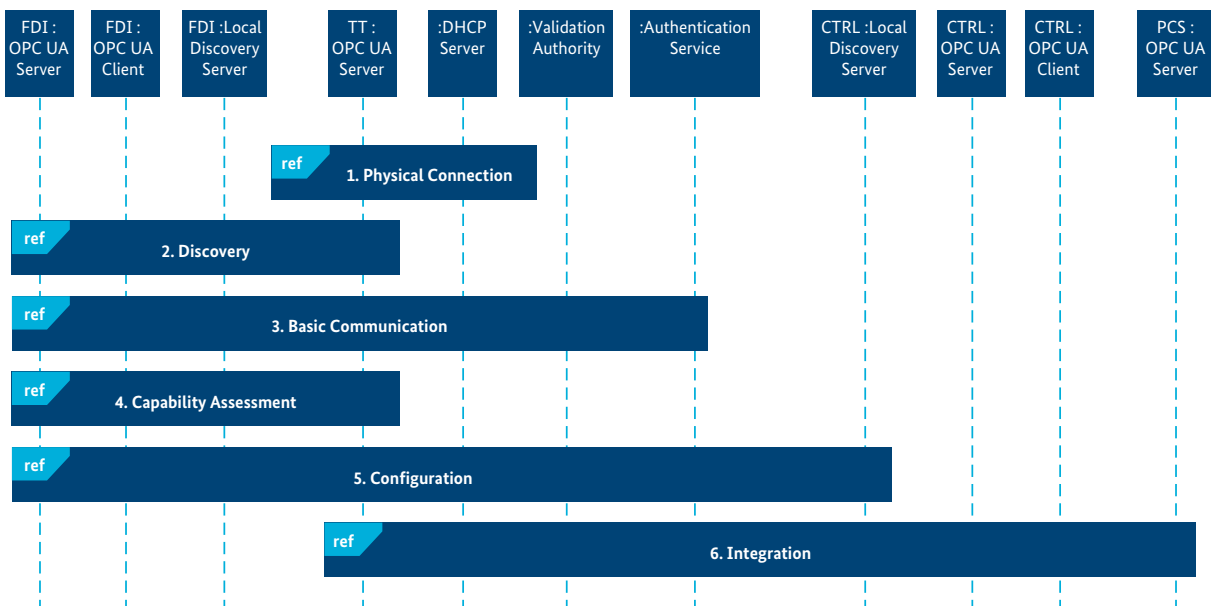 FDI :
OPC UA
Server
FDI :
OPC UA
Client
FDI :Local
Discovery
Server
TT :
OPC UA
Server
:DHCP
Server
:Validation
Authority
:Authentication
Service
CTRL :Local
Discovery
Server
CTRL :
OPC UA
Server
CTRL :
OPC UA
Client
PCS :
OPC UA
Server
ref
1. Physical Connection
ref
2. Discovery
ref
3. Basic Communication
ref
4. Capability Assessment
ref
5. Configuration
ref
6. Integration